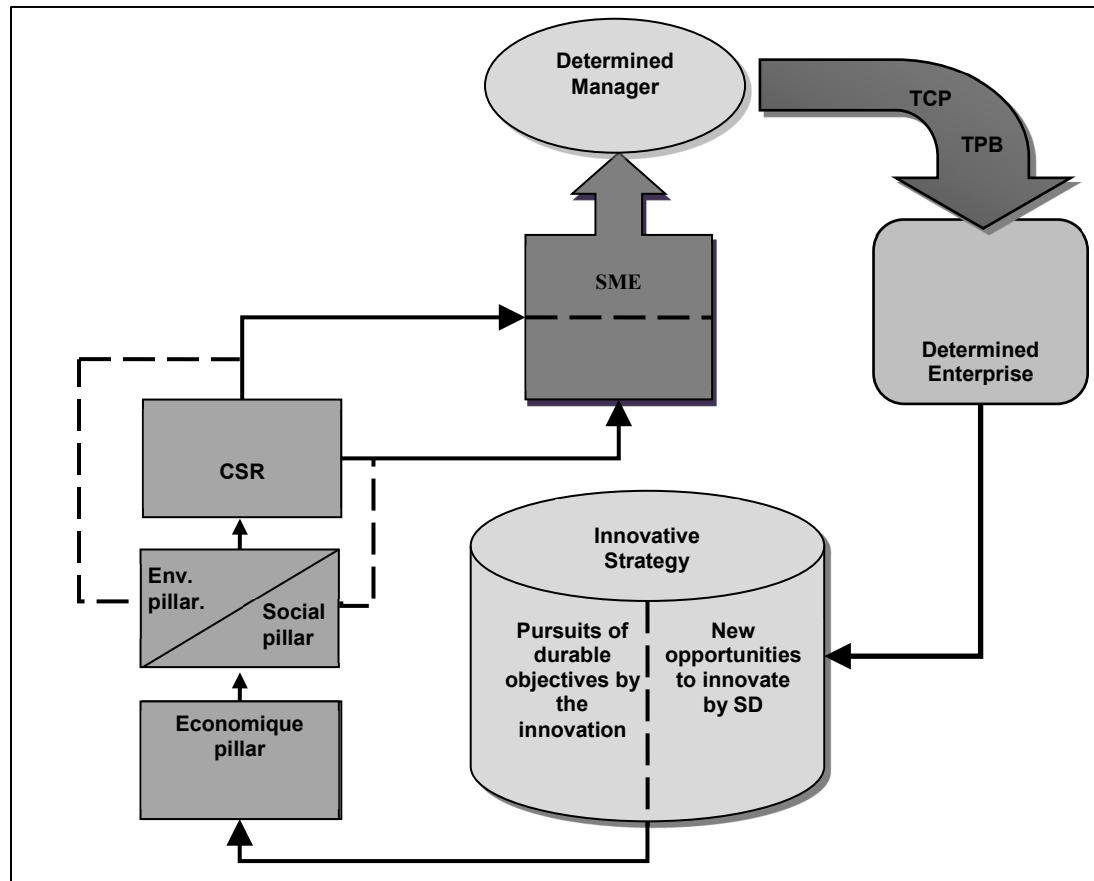 Determined
Manager
TCP
TPB
SME
Determined
Enterprise
CSR
Env.
pillar.
Social
pillar
Economique
pillar
Innovative
Strategy
Pursuits of
durable
objectives by
the
innovation
New
opportunities
to innovate
by SD